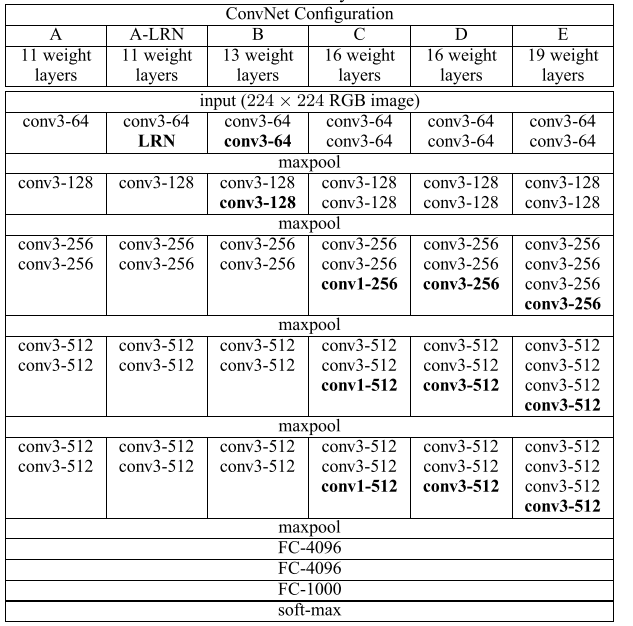 ConvNet Configuration
A A-LRN B C D E
11 weight 11 weight 13 weight 16 weight 16 weight 19 weight
layers layers layers layers layers layers
input (224 × 224 RGB image)
conv3-64 conv3-64 conv3-64 conv3-64 conv3-64 conv3-64
LRN conv3-64 conv3-64 conv3-64 conv3-64
maxpool
conv3-128 conv3-128 conv3-128 conv3-128 conv3-128 conv3-128
conv3-128 conv3-128 conv3-128 conv3-128
maxpool
conv3-256 conv3-256 conv3-256 conv3-256 conv3-256 conv3-256
conv3-256 conv3-256 conv3-256 conv3-256 conv3-256 conv3-256
conv1-256 conv3-256 conv3-256
conv3-256
maxpool
conv3-512 conv3-512 conv3-512 conv3-512 conv3-512 conv3-512
conv3-512 conv3-512 conv3-512 conv3-512 conv3-512 conv3-512
conv1-512 conv3-512 conv3-512
conv3-512
maxpool
conv3-512 conv3-512 conv3-512 conv3-512 conv3-512 conv3-512
conv3-512 conv3-512 conv3-512 conv3-512 conv3-512 conv3-512
conv1-512 conv3-512 conv3-512
conv3-512
maxpool
FC-4096
FC-4096
FC-1000
soft-max